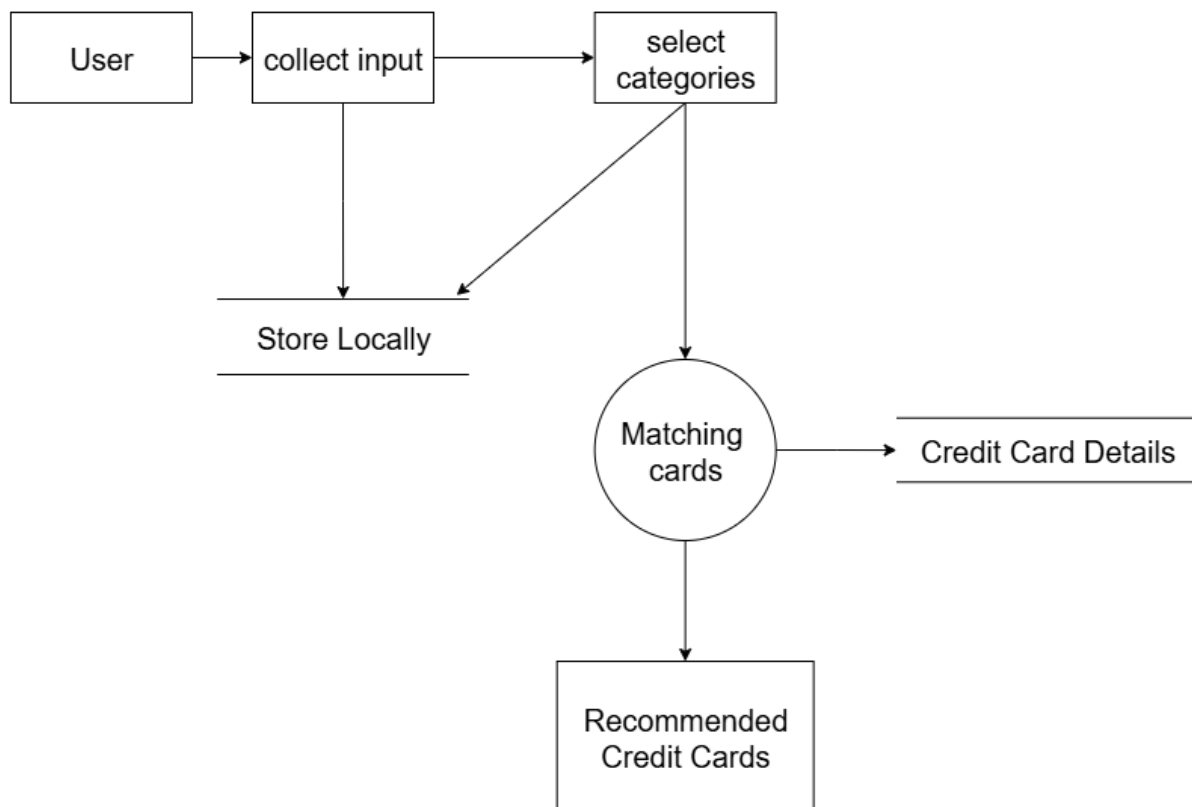 User
collect input
select
categories
Store Locally
Matching
cards
Credit Card Details
Recommended
Credit Cards